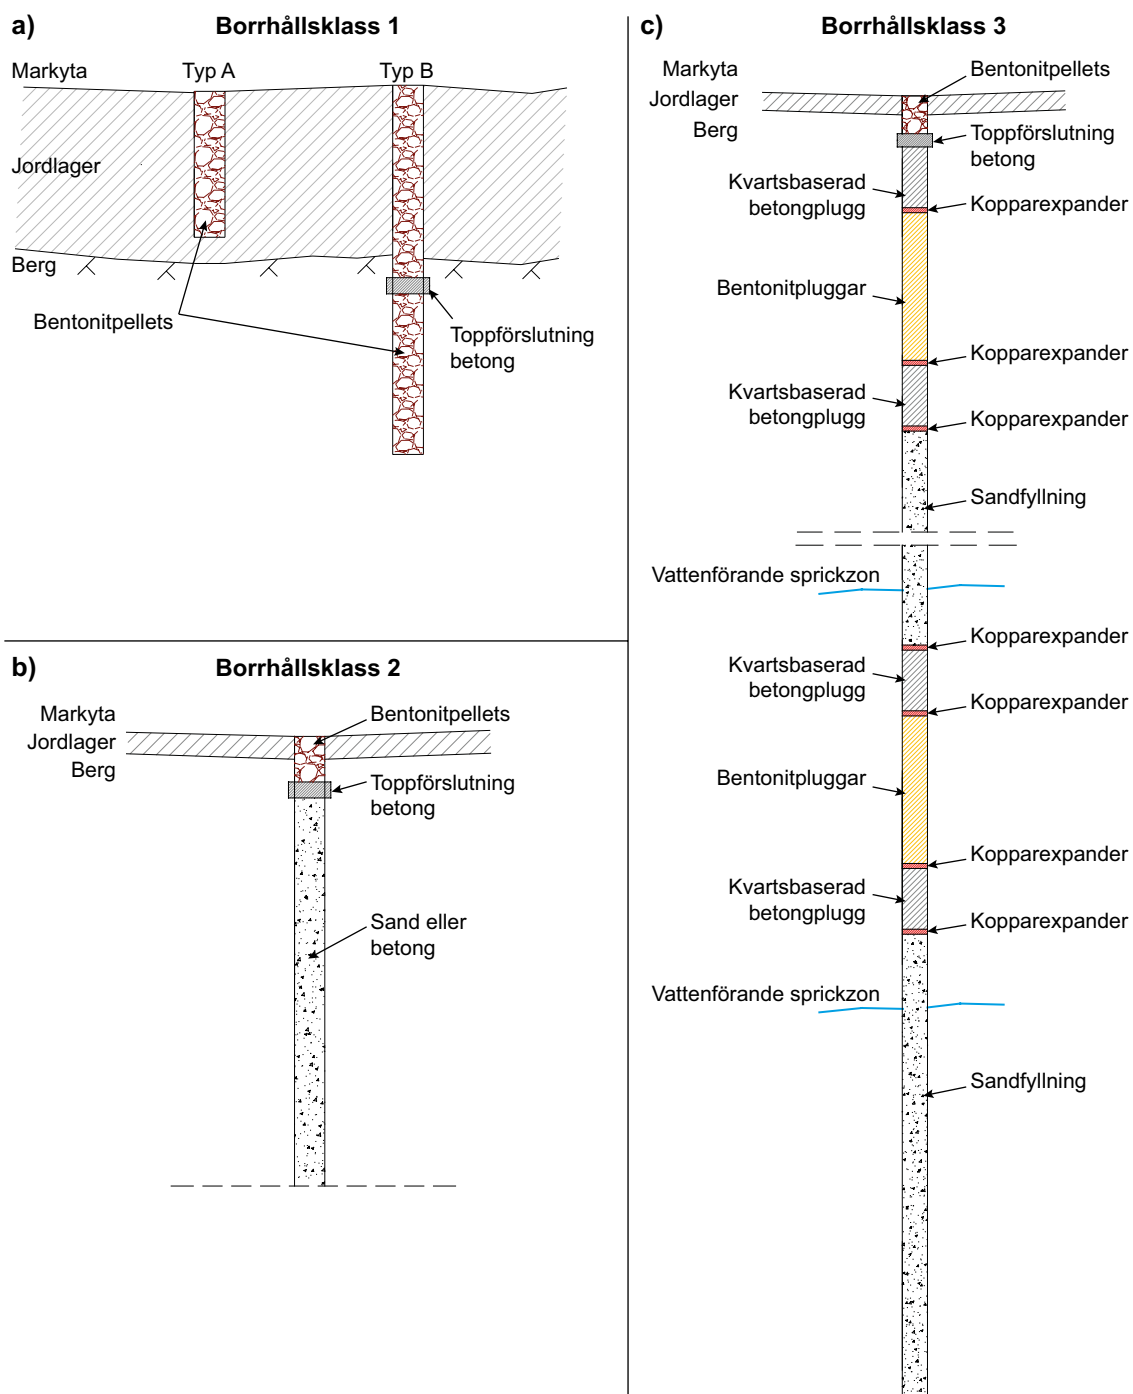 a)
Borrhållsklass 1
Markyta
Typ A
Typ B
Jordlager
Berg
Bentonitpellets
Toppförslutning
betong
b)
Borrhållsklass 2
Markyta
Jordlager
Berg
Bentonitpellets
Toppförslutning
betong
Sand eller
betong
c)
Borrhållsklass 3
Markyta
Jordlager
Berg
Bentonitpellets
Toppförslutning
betong
Kvartsbaserad
betongplugg
Kopparexpander
Bentonitpluggar
Kopparexpander
Kvartsbaserad
betongplugg
Kopparexpander
Sandfyllning
Vattenförande sprickzon
Kopparexpander
Kvartsbaserad
betongplugg
Kopparexpander
Bentonitpluggar
Kopparexpander
Kvartsbaserad
betongplugg
Kopparexpander
Vattenförande sprickzon
Sandfyllning